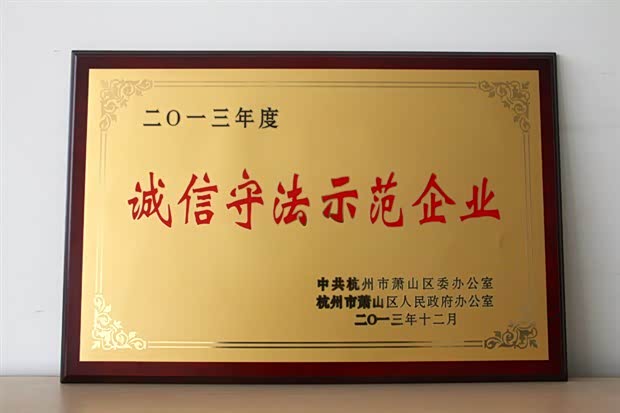 二〇一三年度
诚信守法示范企业
中共杭州市萧山区委办公室
杭州市萧山区人民政府办公室
二〇一三年十二月